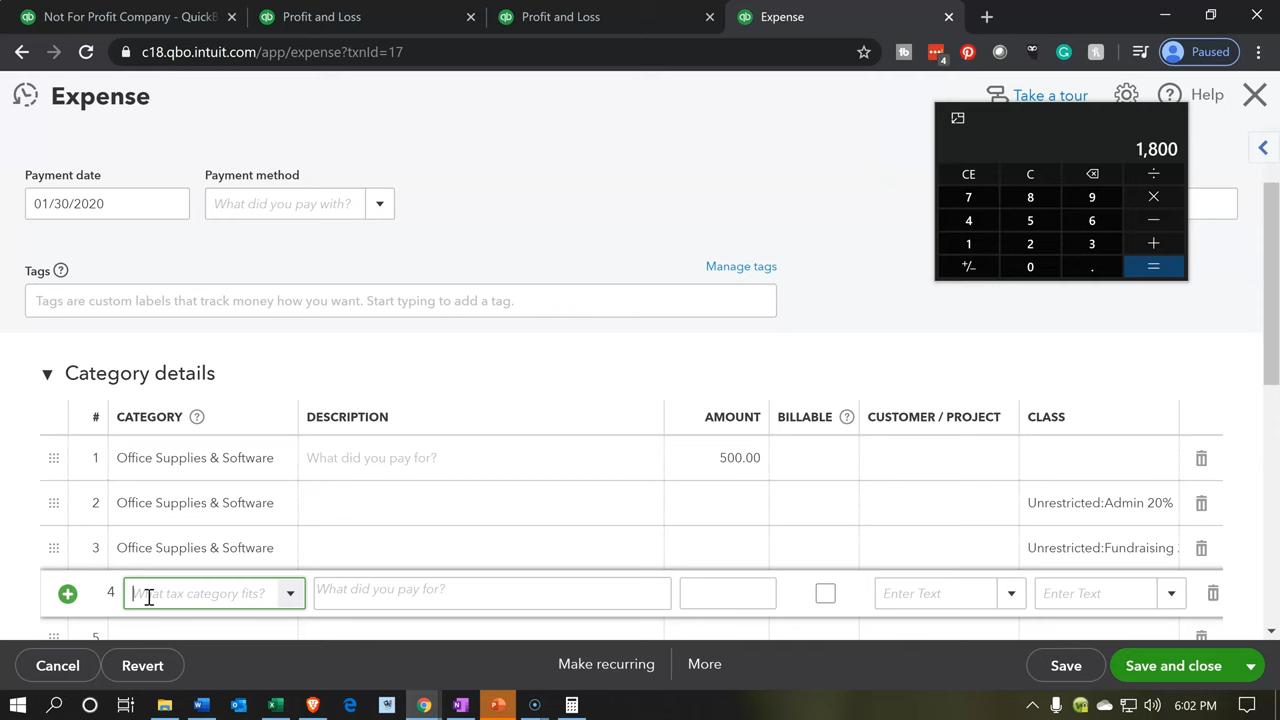 Not For Profit Company - QuickB
Profit and Loss
Profit and Loss
Expense
c18.qbo.intuit.com/app/expense?txnId=17
4
Paused
Expense
Take a tour
Help
Payment date
Payment method
01/30/2020
What did you pay with?
1,800
CE C
7 8 9
4 5 6
1 2 3
0 .
Tags
Manage tags
Tags are custom labels that track money how you want. Start typing to add a tag.
Category details
# CATEGORY DESCRIPTION AMOUNT BILLABLE CUSTOMER / PROJECT CLASS
1 Office Supplies & Software What did you pay for? 500.00
2 Office Supplies & Software Unrestricted:Admin 20%
3 Office Supplies & Software Unrestricted:Fundraising
4 What tax category fits? What did you pay for? Enter Text Enter Text
5
Cancel
Revert
Make recurring
More
Save
Save and close
6:02 PM